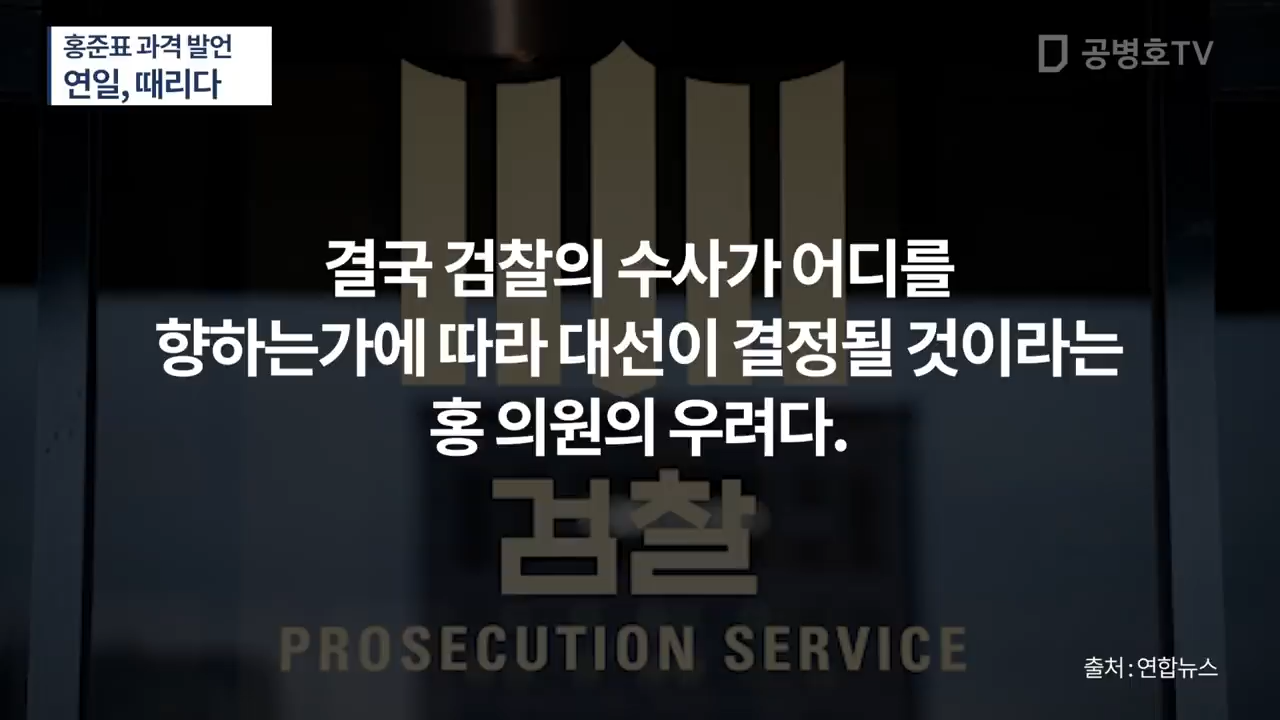 홍준표 과격 발언
연일, 때리다
공병호TV
결국 검찰의 수사가 어디를
향하는가에 따라 대선이 결정될 것이라는
홍 의원의 우려다.
검찰
PROSECUTION SERVICE
출처 : 연합뉴스